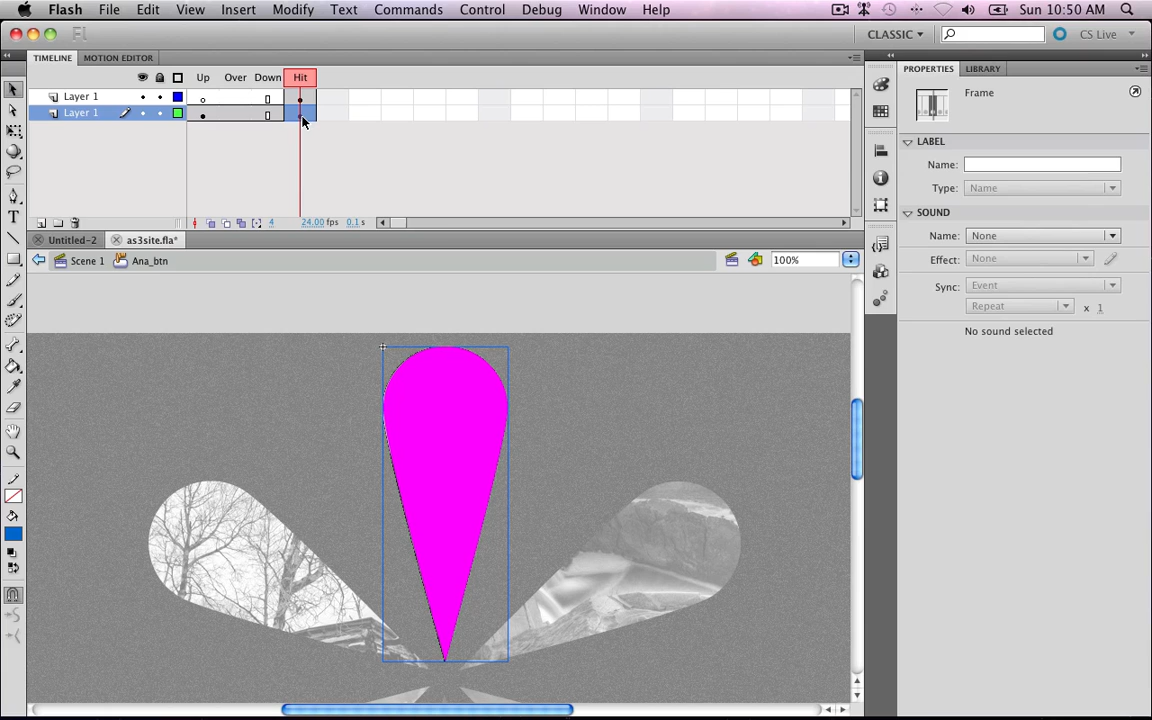 Flash File Edit View Insert Modify Text Commands Control Debug Window Help Sun 10:50 AM
Fl CLASSIC CS Live
TIMELINE MOTION EDITOR
Up Over Down Hit
Layer 1
Layer 1
4 24.00 fps 0.1 s
Untitled-2 as3site.fla*
Scene 1 Ana_btn 100%
PROPERTIES LIBRARY
Frame
LABEL
Name:
Type: Name
SOUND
Name: None
Effect: None
Sync: Event
Repeat x 1
No sound selected
T